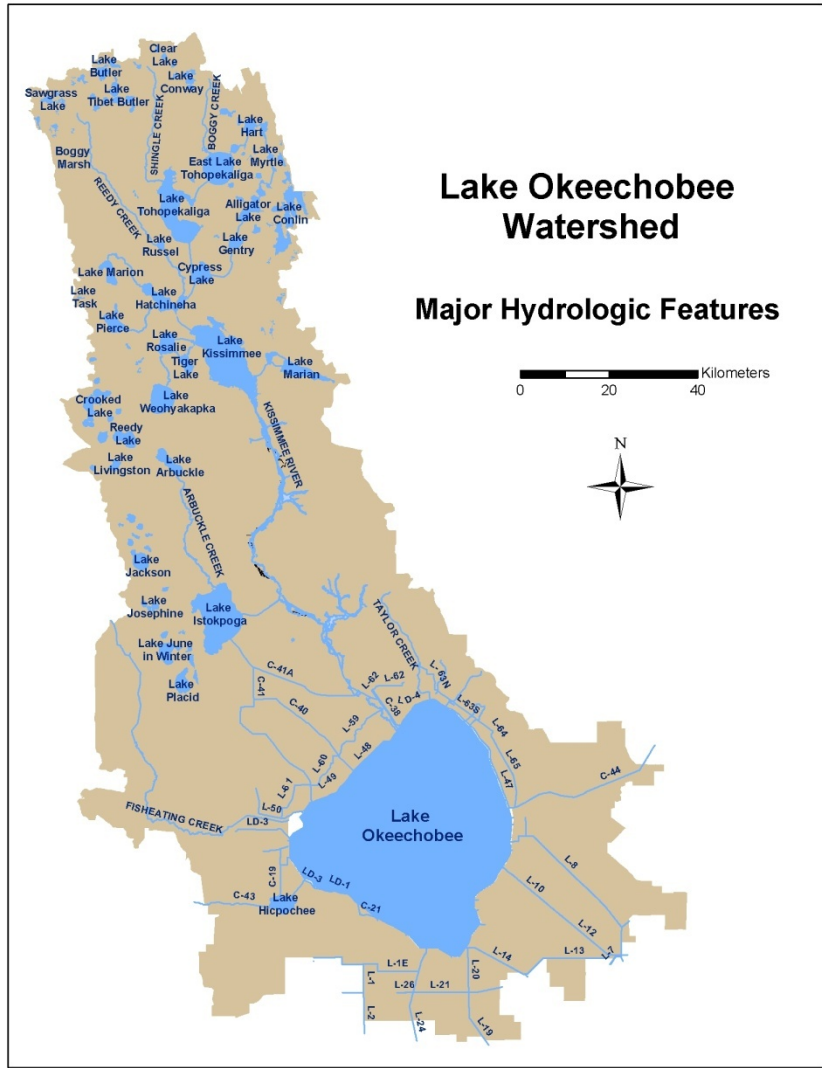 Lake Okeechobee
Watershed
Major Hydrologic Features
Kilometers
0 20 40
N
Clear
Lake
Lake
Butler
Lake
Conway
Sawgrass
Lake
Lake
Tibet Butler
SHINGLE CREEK
BOGGY CREEK
Lake
Hart
Boggy
Marsh
East Lake
Tohopekaliga
Lake
Myrtle
REEDY CREEK
Lake
Tohopekaliga
Alligator
Lake
Lake
Conlin
Lake
Russel
Lake
Gentry
Lake Marion
Cypress
Lake
Lake
Task
Lake
Hatchineha
Lake
Pierce
Lake
Rosalie
Lake
Kissimmee
Tiger
Lake
Lake
Marian
Crooked
Lake
Lake
Weohyakapka
KISSIMMEE RIVER
Reedy
Lake
Lake
Livingston
Lake
Arbuckle
ARBUCKLE CREEK
Lake
Jackson
Lake
Josephine
Lake
Istokpoga
TAYLOR CREEK
Lake June
in Winter
Lake
Placid
C-41A
C-41
C-40
L-62
L-62
L-63N
LD-4
C-38
L-63S
L-59
L-64
L-48
L-65
L-60
L-49
L-47
C-44
L-61
L-50
FISHEATING CREEK
LD-3
Lake
Okeechobee
C-19
LD-3
LD-1
L-8
L-10
C-43
Lake
Hicpochee
C-21
L-12
L-7
L-13
L-14
L-1E
L-1
L-20
L-26
L-21
L-2
L-24
L-19